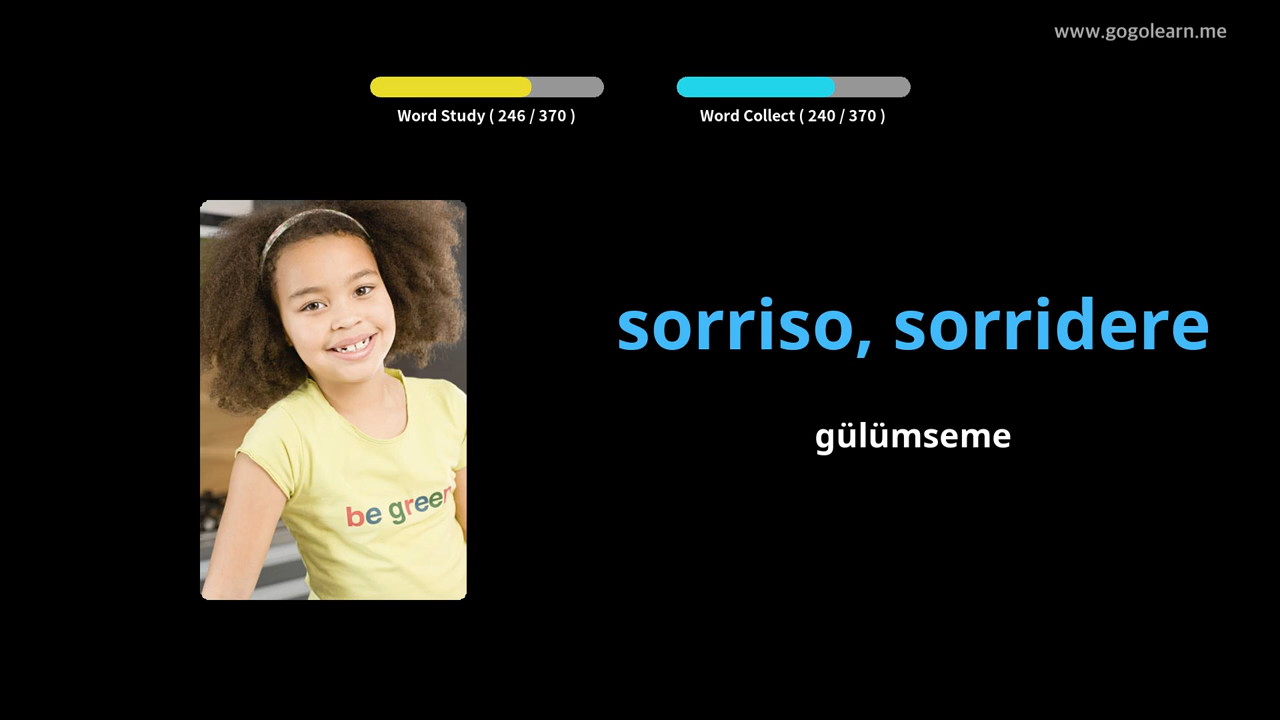 www.gogolearn.me
Word Study ( 246 / 370 )
Word Collect ( 240 / 370 )
sorriso, sorridere
gülümseme
be green